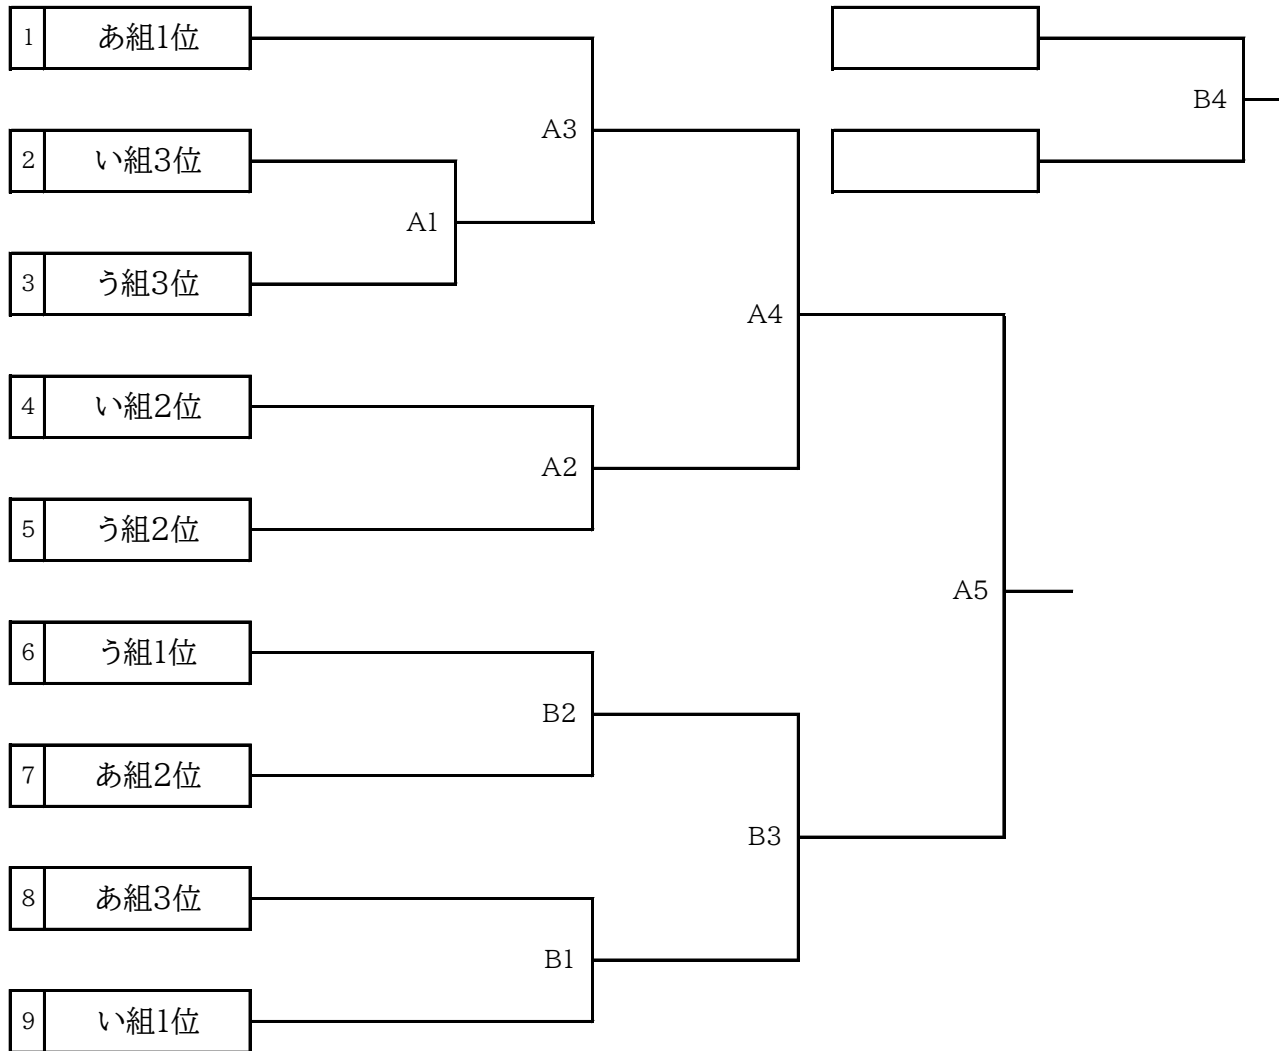 1 あ組1位
B4
A3
2 い組3位
A1
3 う組3位
A4
4 い組2位
A2
5 う組2位
A5
6 う組1位
B2
7 あ組2位
B3
8 あ組3位
B1
9 い組1位